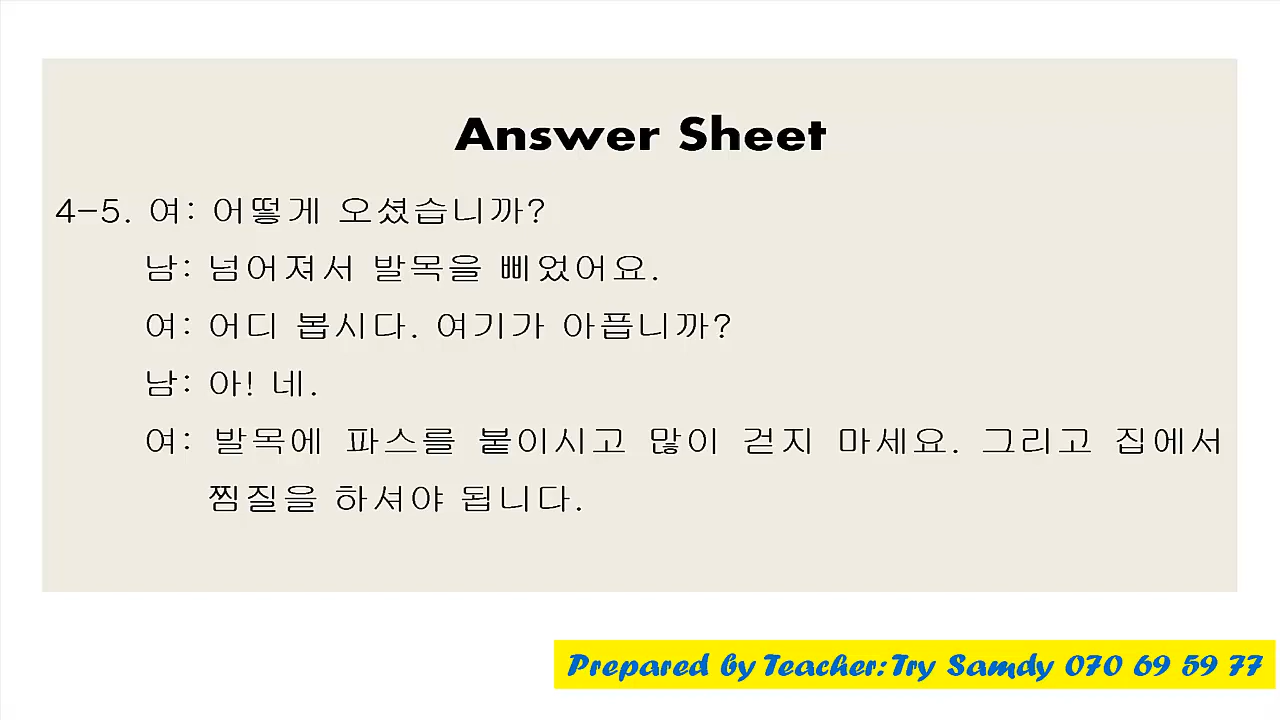 Answer Sheet
4-5. 여: 어떻게 오셨습니까?
남: 넘어져서 발목을 삐었어요.
여: 어디 봅시다. 여기가 아픕니까?
남: 아! 네.
여: 발목에 파스를 붙이시고 많이 걷지 마세요. 그리고 집에서
찜질을 하셔야 됩니다.
Prepared by Teacher: Try Samdy 070 69 59 77